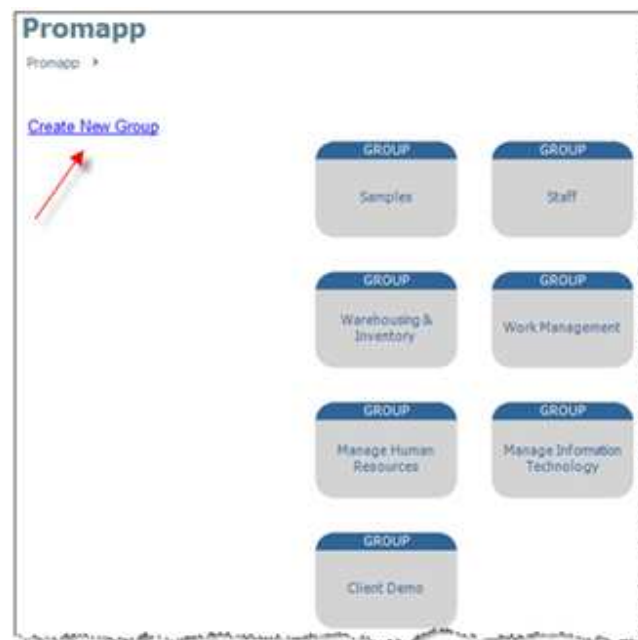 Promapp
Promapp
Create New Group
GROUP
Samples
GROUP
Staff
GROUP
Warehousing &
Inventory
GROUP
Work Management
GROUP
Manage Human
Resources
GROUP
Manage Information
Technology
GROUP
Client Demo